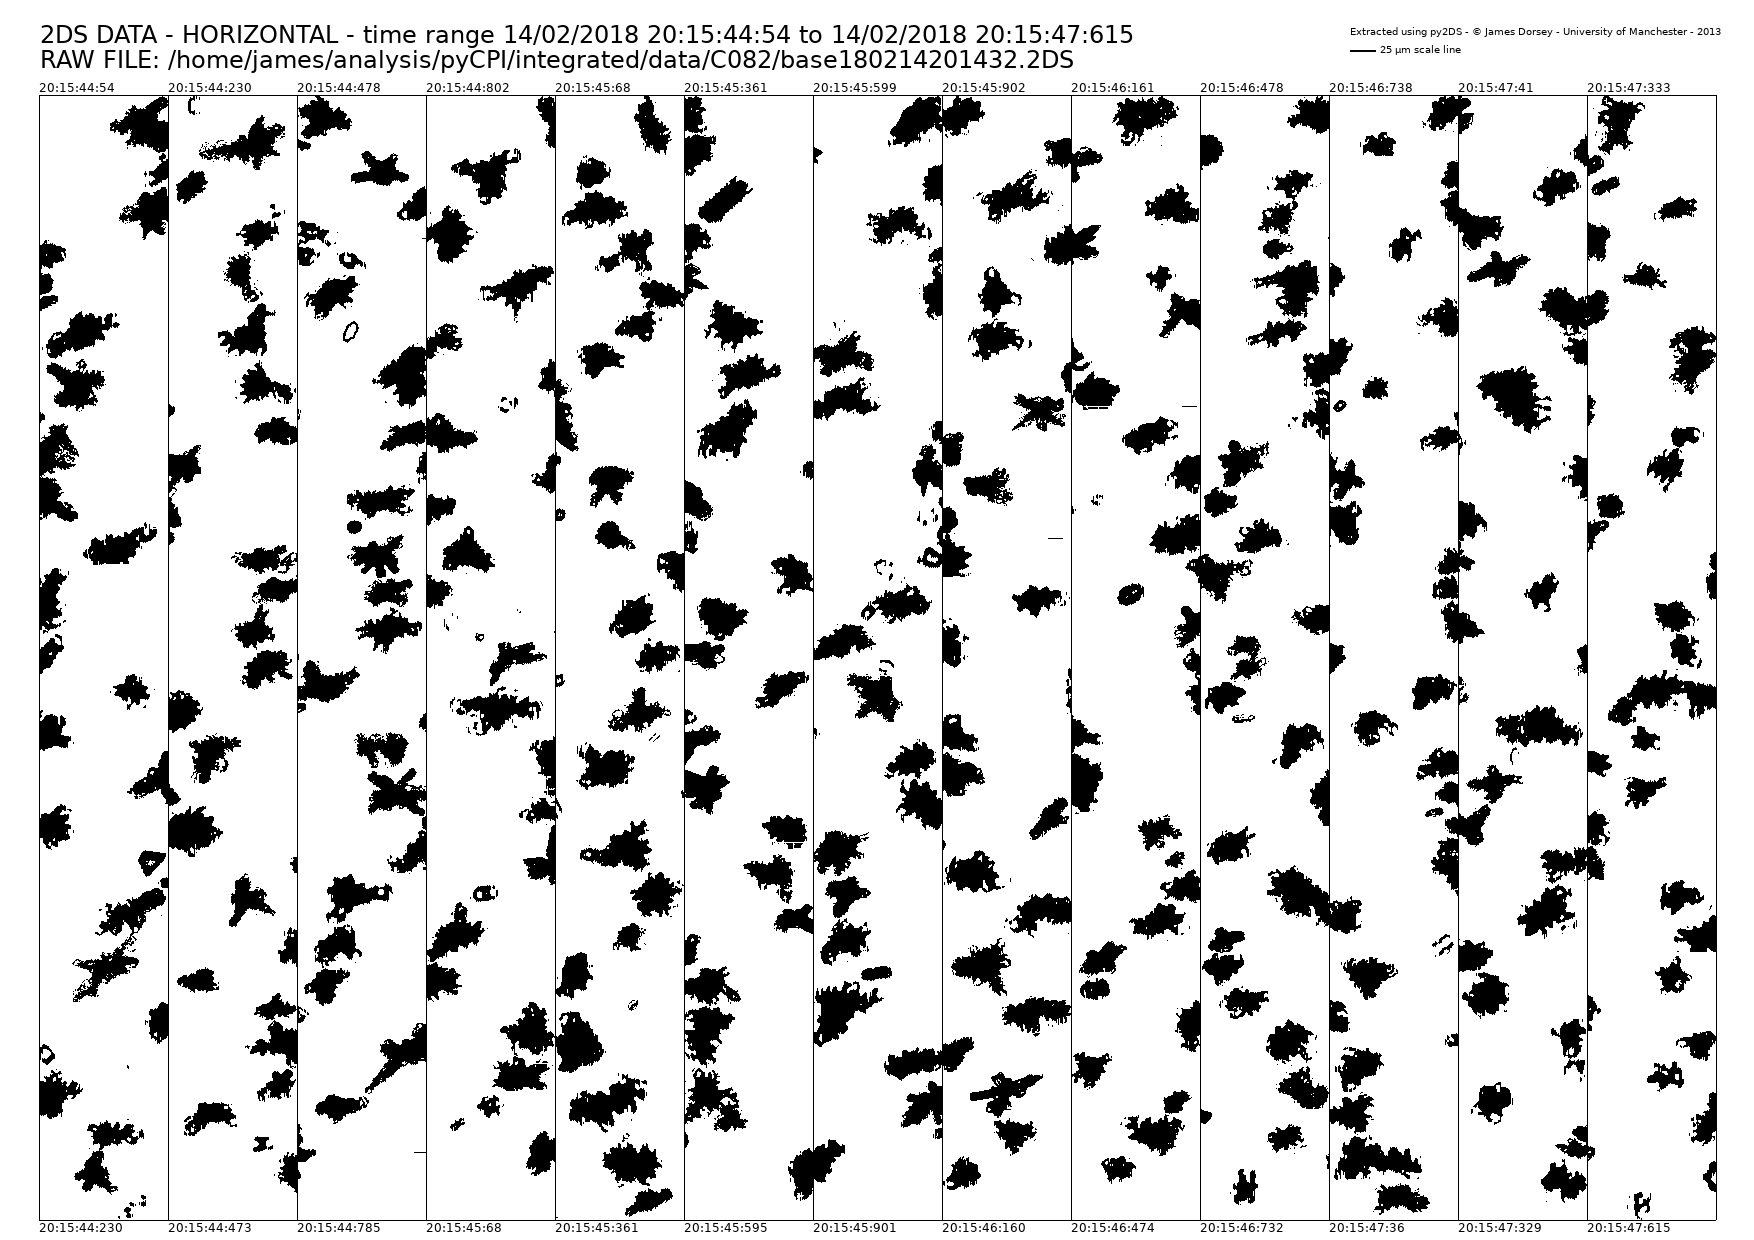 2DS DATA - HORIZONTAL - time range 14/02/2018 20:15:44:54 to 14/02/2018 20:15:47:615
RAW FILE: /home/james/analysis/pyCPI/integrated/data/C082/base180214201432.2DS
Extracted using py2DS - © James Dorsey - University of Manchester - 2013
25 µm scale line
20:15:44:54 20:15:44:230 20:15:44:478 20:15:44:802 20:15:45:68 20:15:45:361 20:15:45:599 20:15:45:902 20:15:46:161 20:15:46:478 20:15:46:738 20:15:47:41 20:15:47:333
20:15:44:230 20:15:44:473 20:15:44:785 20:15:45:68 20:15:45:361 20:15:45:595 20:15:45:901 20:15:46:160 20:15:46:474 20:15:46:732 20:15:47:36 20:15:47:329 20:15:47:615